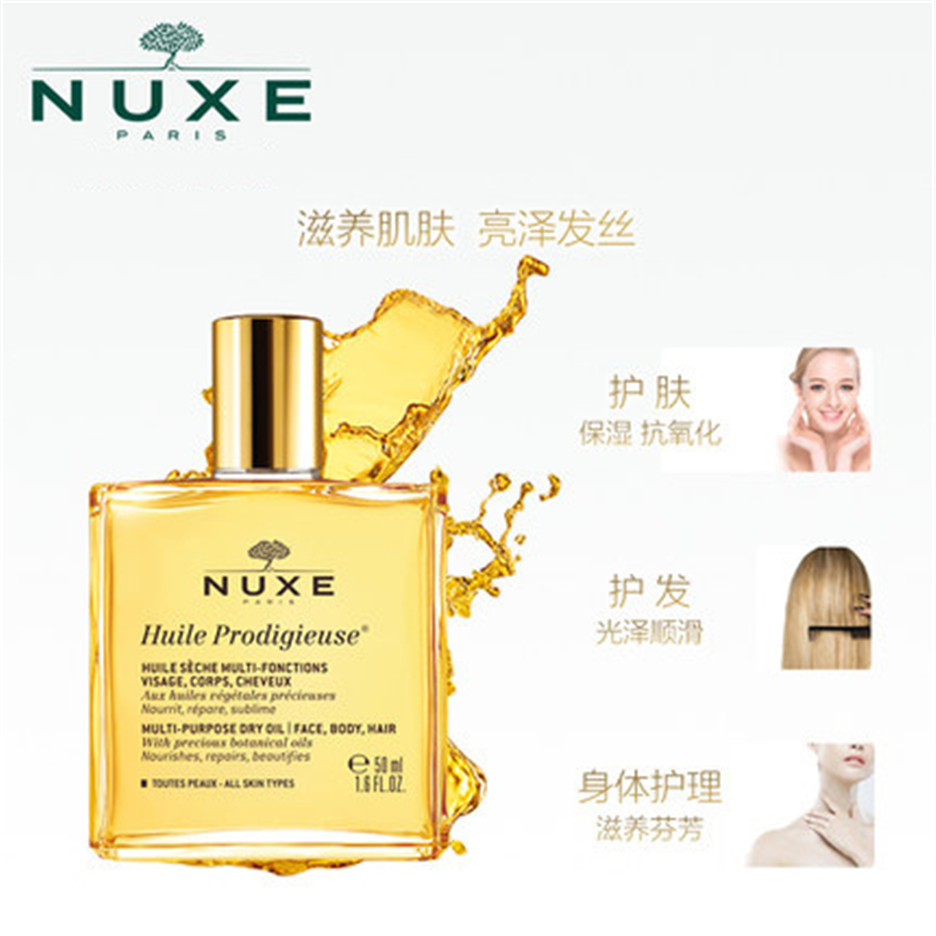 NUXE
PARIS
滋养肌肤 亮泽发丝
护肤
保湿 抗氧化
护发
光泽顺滑
身体护理
滋养芬芳
NUXE
PARIS
Huile Prodigieuse®
HUILE SÈCHE MULTI-FONCTIONS
VISAGE, CORPS, CHEVEUX
Aux huiles végétales précieuses
Nourrit, répare, sublime
MULTI-PURPOSE DRY OIL | FACE, BODY, HAIR
With precious botanical oils
Nourishes, repairs, beautifies
TOUTES PEAUX - ALL SKIN TYPES
℮ 50 ml
1.6 FL.OZ.